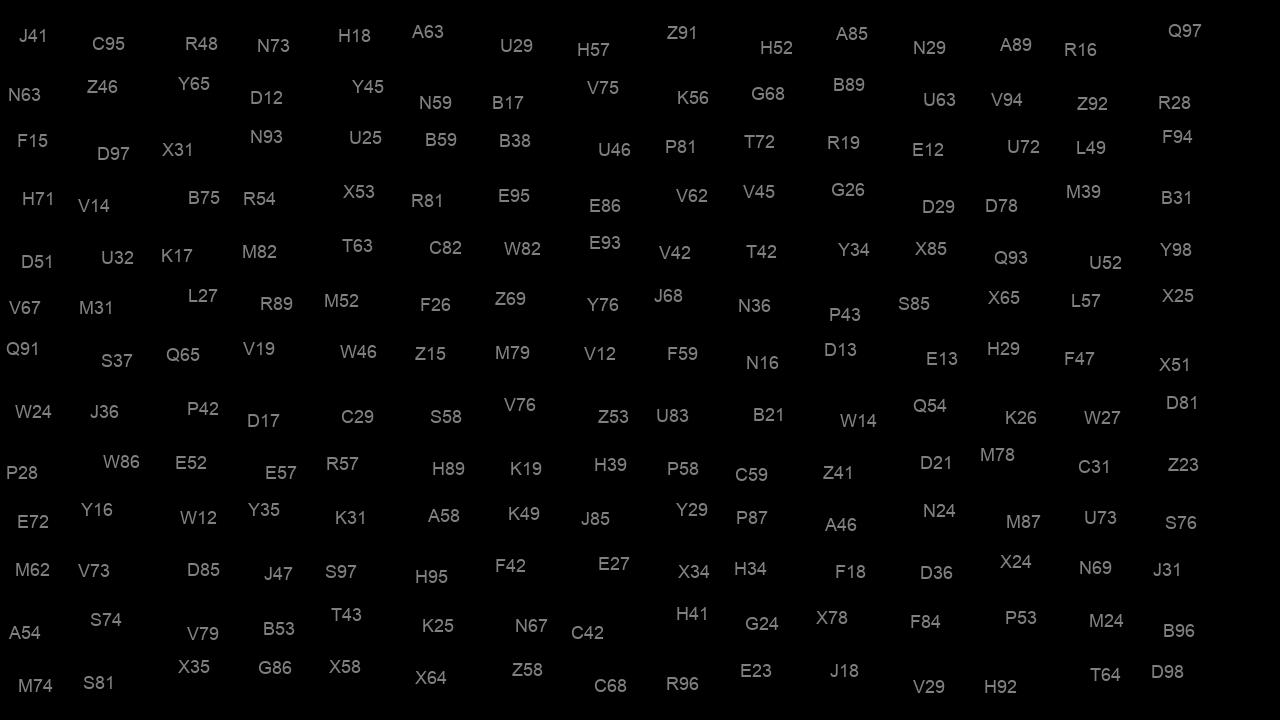 J41 C95 R48 N73 H18 A63 U29 H57 Z91 H52 A85 N29 A89 R16 Q97
N63 Z46 Y65 D12 Y45 N59 B17 V75 K56 G68 B89 U63 V94 Z92 R28
F15 D97 X31 N93 U25 B59 B38 U46 P81 T72 R19 E12 U72 L49 F94
H71 V14 B75 R54 X53 R81 E95 E86 V62 V45 G26 D29 D78 M39 B31
D51 U32 K17 M82 T63 C82 W82 E93 V42 T42 Y34 X85 Q93 U52 Y98
V67 M31 L27 R89 M52 F26 Z69 Y76 J68 N36 P43 S85 X65 L57 X25
Q91 S37 Q65 V19 W46 Z15 M79 V12 F59 N16 D13 E13 H29 F47 X51
W24 J36 P42 D17 C29 S58 V76 Z53 U83 B21 W14 Q54 K26 W27 D81
P28 W86 E52 E57 R57 H89 K19 H39 P58 C59 Z41 D21 M78 C31 Z23
E72 Y16 W12 Y35 K31 A58 K49 J85 Y29 P87 A46 N24 M87 U73 S76
M62 V73 D85 J47 S97 H95 F42 E27 X34 H34 F18 D36 X24 N69 J31
A54 S74 V79 B53 T43 K25 N67 C42 H41 G24 X78 F84 P53 M24 B96
M74 S81 X35 G86 X58 X64 Z58 C68 R96 E23 J18 V29 H92 T64 D98